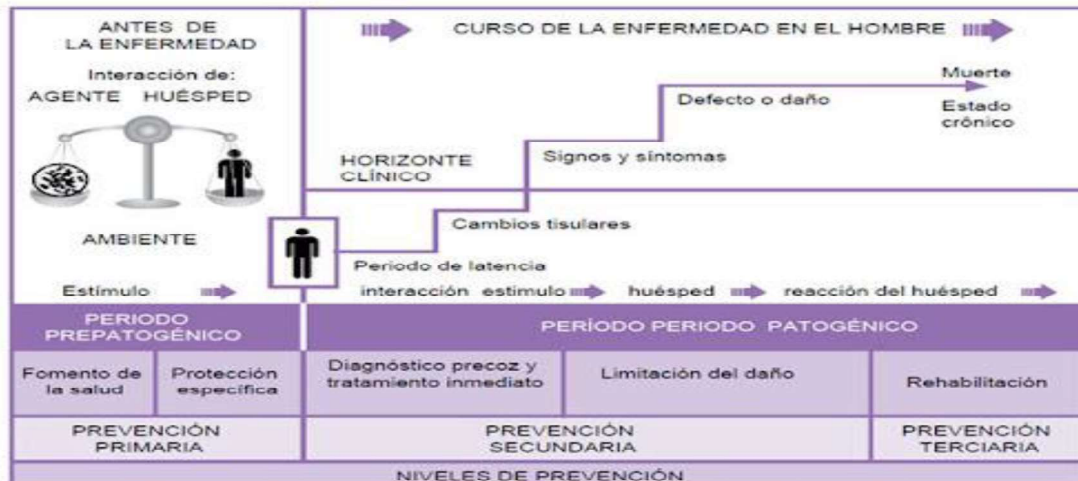 ANTES DE
LA ENFERMEDAD
Interacción de:
AGENTE HUÉSPED
AMBIENTE
Estímulo
CURSO DE LA ENFERMEDAD EN EL HOMBRE
Muerte
Defecto o daño
Estado
crônico
Signos y síntomas
HORIZONTE
CLÍNICO
Cambios tisulares
Periodo de latencia
interacción estimulo huésped reacción del huésped
PERIODO
PREPATOGÉNICO
PERÍODO PERIODO PATOGÉNICO
Fomento de
la salud
Protección
específica
Diagnóstico precoz y
tratamiento inmediato
Limitación del daño
Rehabilitación
PREVENCIÓN
PRIMARIA
PREVENCIÓN
SECUNDARIA
PREVENCIÓN
TERCIARIA
NIVELES DE PREVENCIÓN